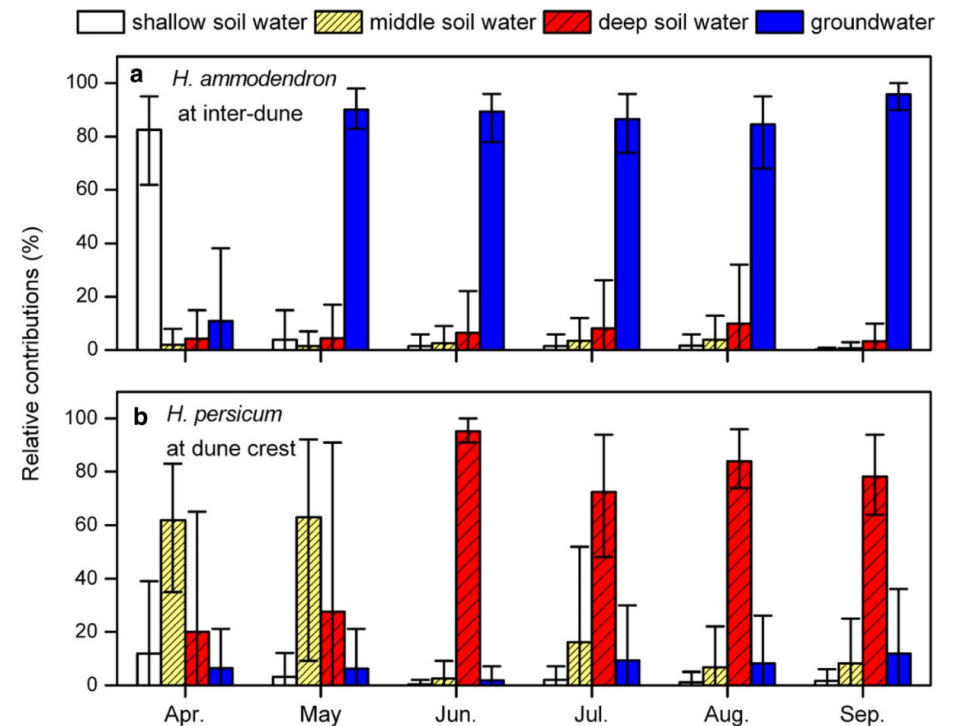 shallow soil water middle soil water deep soil water groundwater
a H. ammodendron
at inter-dune
100
80
60
40
20
0
Relative contributions (%)
b H. persicum
at dune crest
100
80
60
40
20
0
Apr. May Jun. Jul. Aug. Sep.